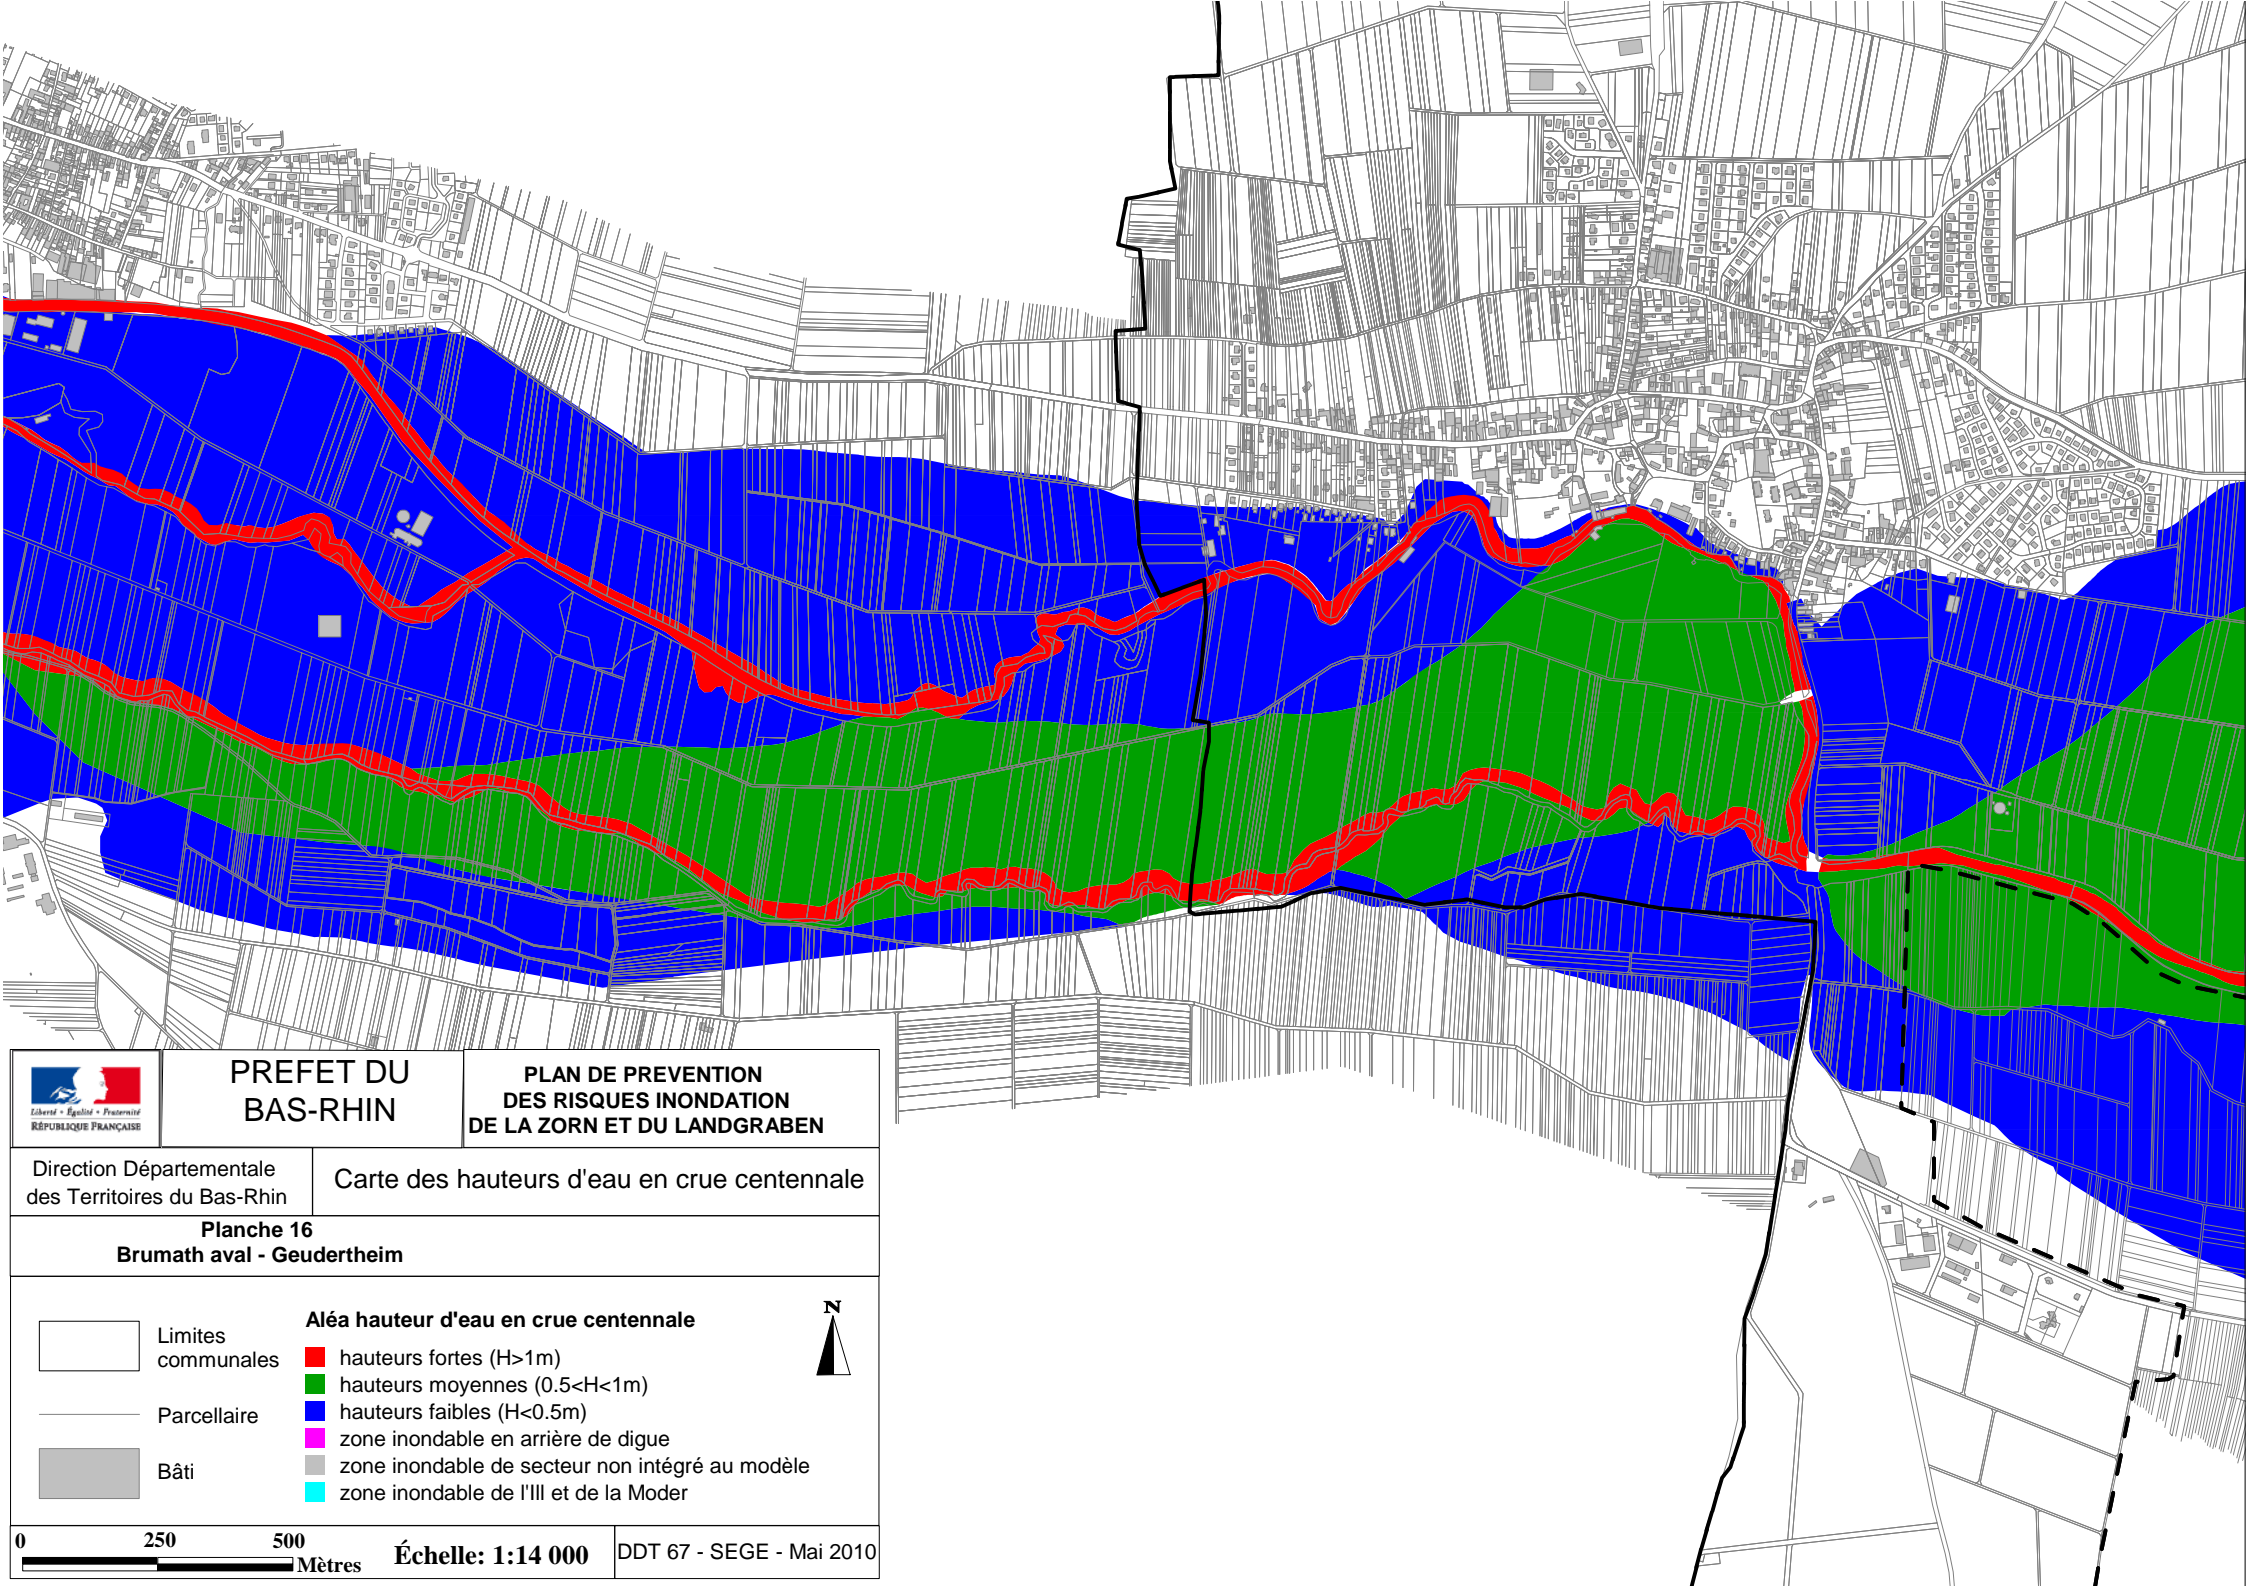 PREFET DU
BAS-RHIN
PLAN DE PREVENTION
DES RISQUES INONDATION
DE LA ZORN ET DU LANDGRABEN
Liberté • Égalité • Fraternité
RÉPUBLIQUE FRANÇAISE
Direction Départementale
des Territoires du Bas-Rhin
Carte des hauteurs d'eau en crue centennale
Planche 16
Brumath aval - Geudertheim
Limites
communales
Parcellaire
Bâti
Aléa hauteur d'eau en crue centennale
hauteurs fortes (H>1m)
hauteurs moyennes (0.5<H<1m)
hauteurs faibles (H<0.5m)
zone inondable en arrière de digue
zone inondable de secteur non intégré au modèle
zone inondable de l'Ill et de la Moder
N
0 250 500
Mètres
Échelle: 1:14 000
DDT 67 - SEGE - Mai 2010